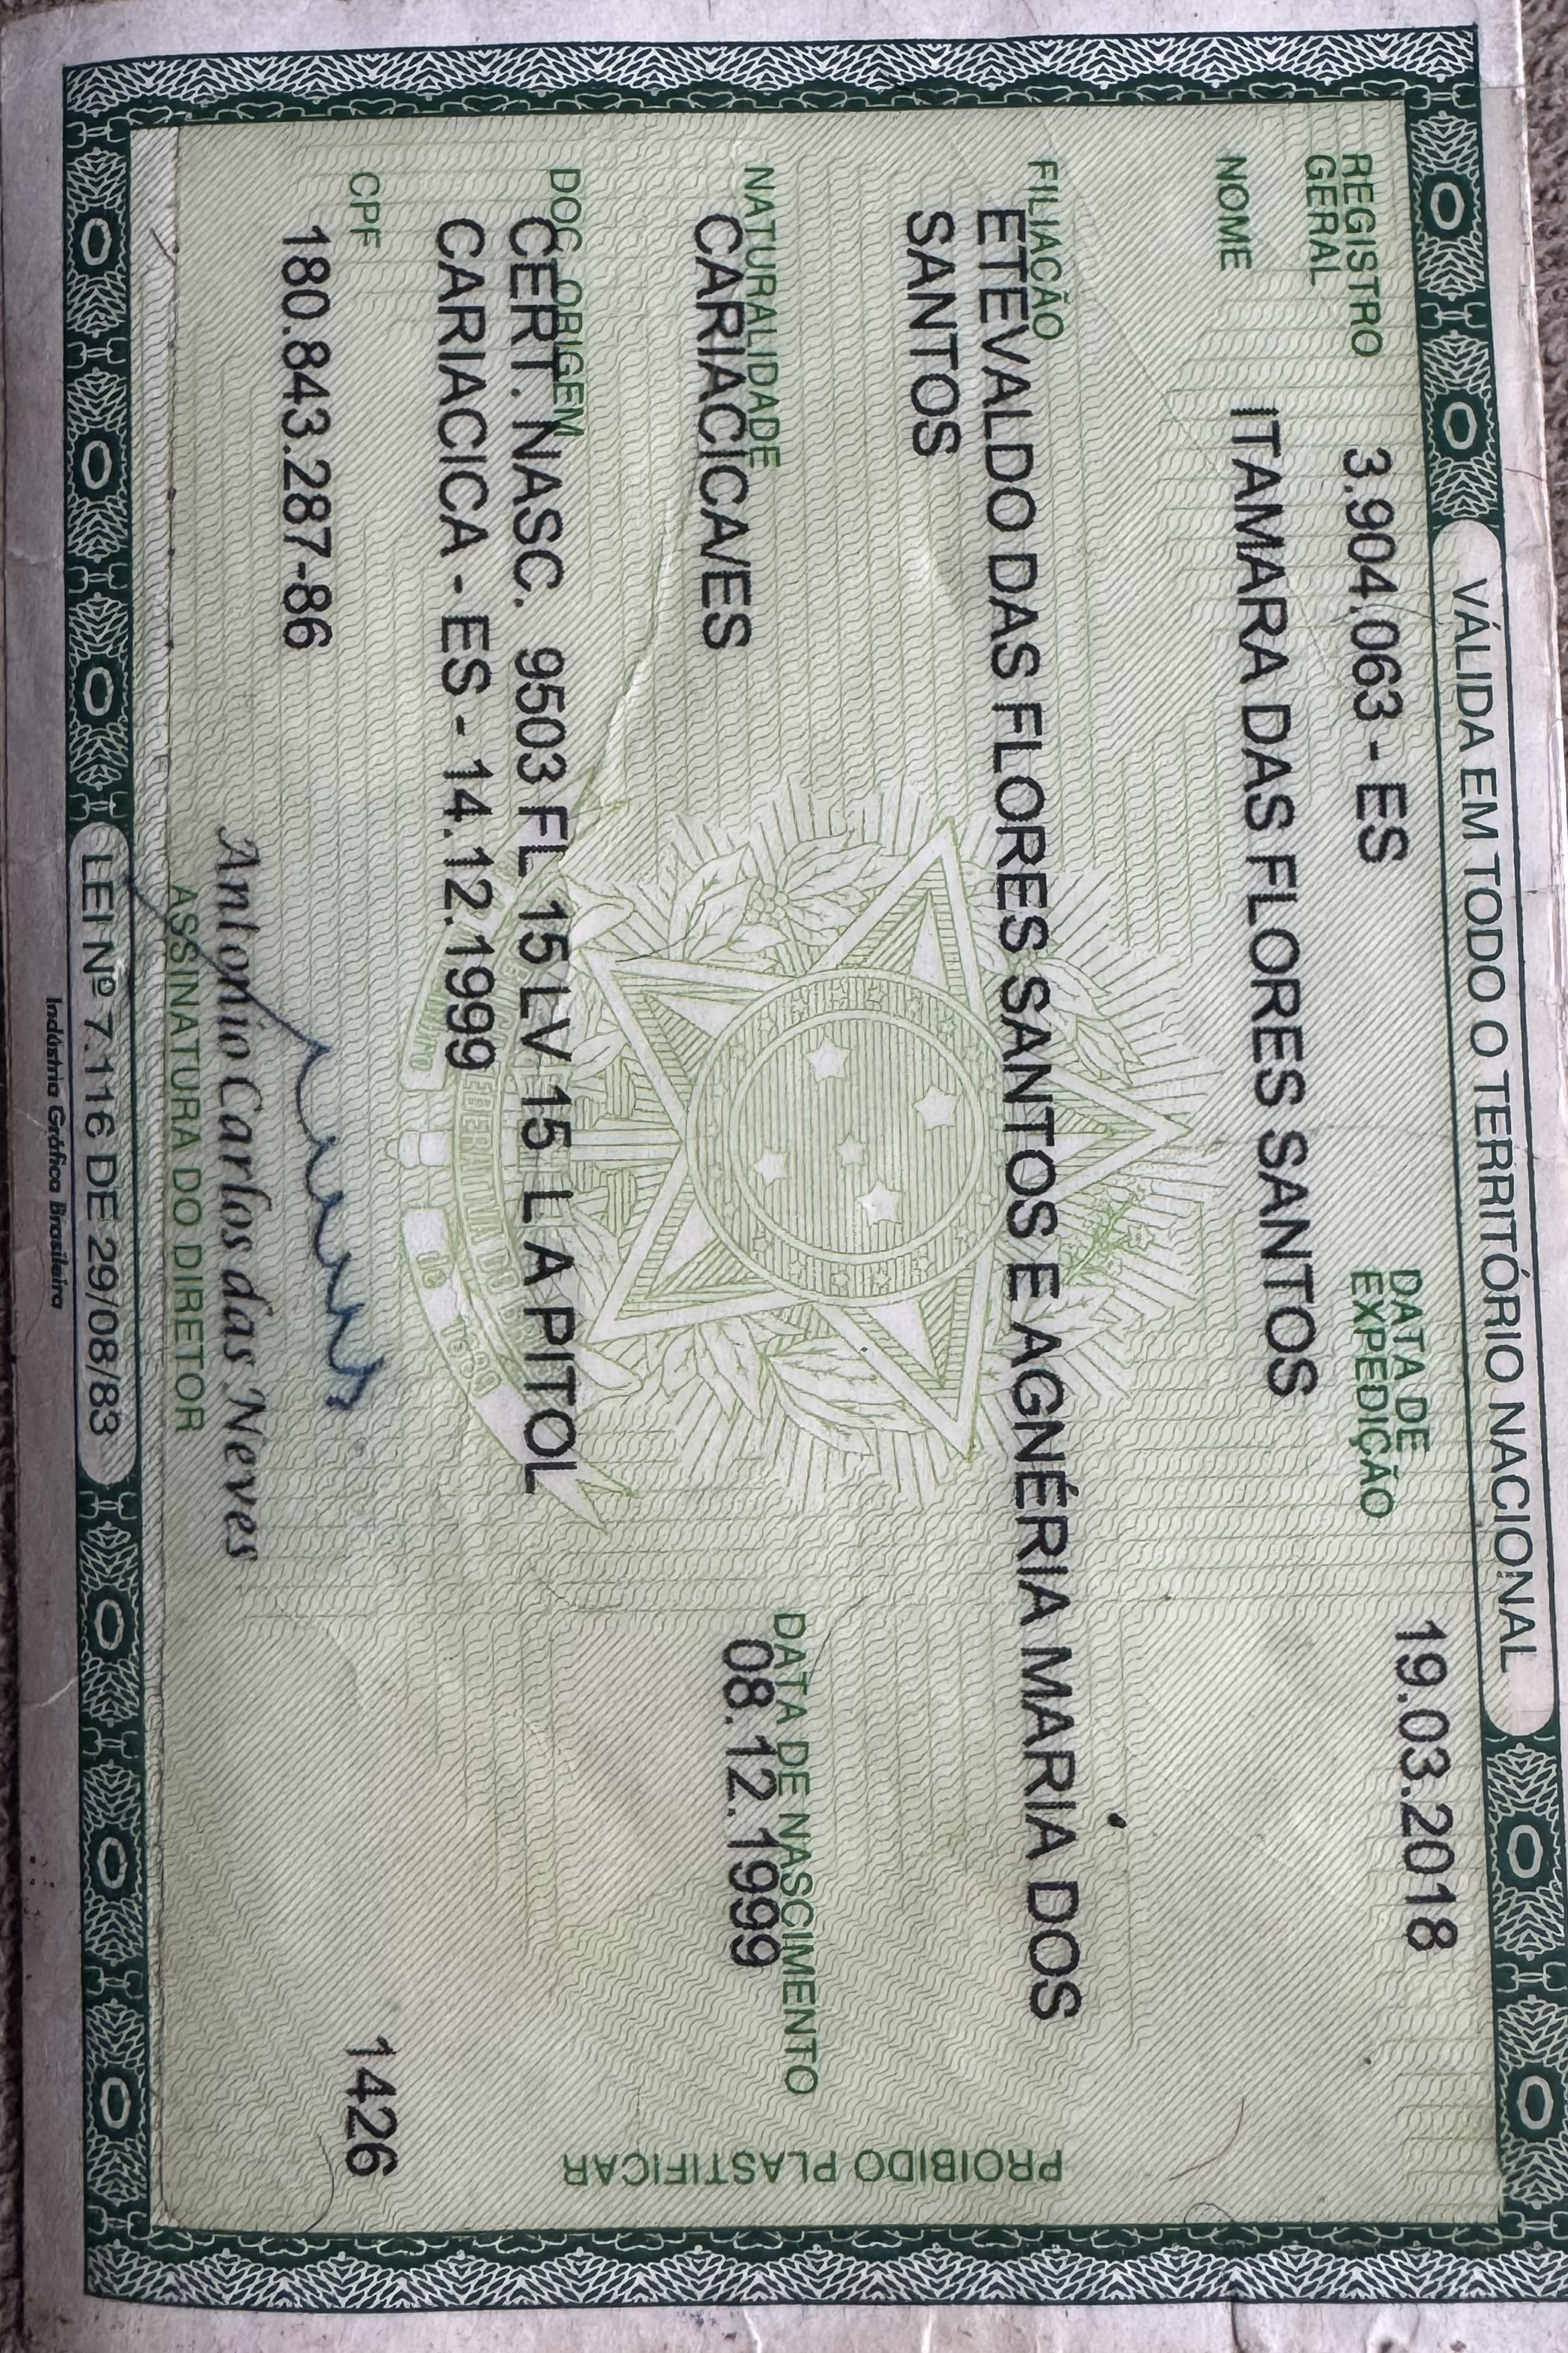 VÁLIDA EM TODO O TERRITÓRIO NACIONAL
REGISTRO GERAL 3.904.063 - ES DATA DE EXPEDIÇÃO 19.03.2018
NOME
ITAMARA DAS FLORES SANTOS
FILIAÇÃO
ETEVALDO DAS FLORES SANTOS E AGNÉRIA MARIA DOS
SANTOS
NATURALIDADE DATA DE NASCIMENTO
CARIACICA/ES 08.12.1999
DOC ORIGEM
CERT. NASC. 9503 FL 15 LV 15 L A PITOL
CARIACICA - ES - 14.12.1999
CPF
180.843.287-86
1426
Antonio Carlos das Neves
ASSINATURA DO DIRETOR
LEI Nº 7.116 DE 29/08/83
Indústria Gráfica Brasileira
PROIBIDO PLASTIFICAR